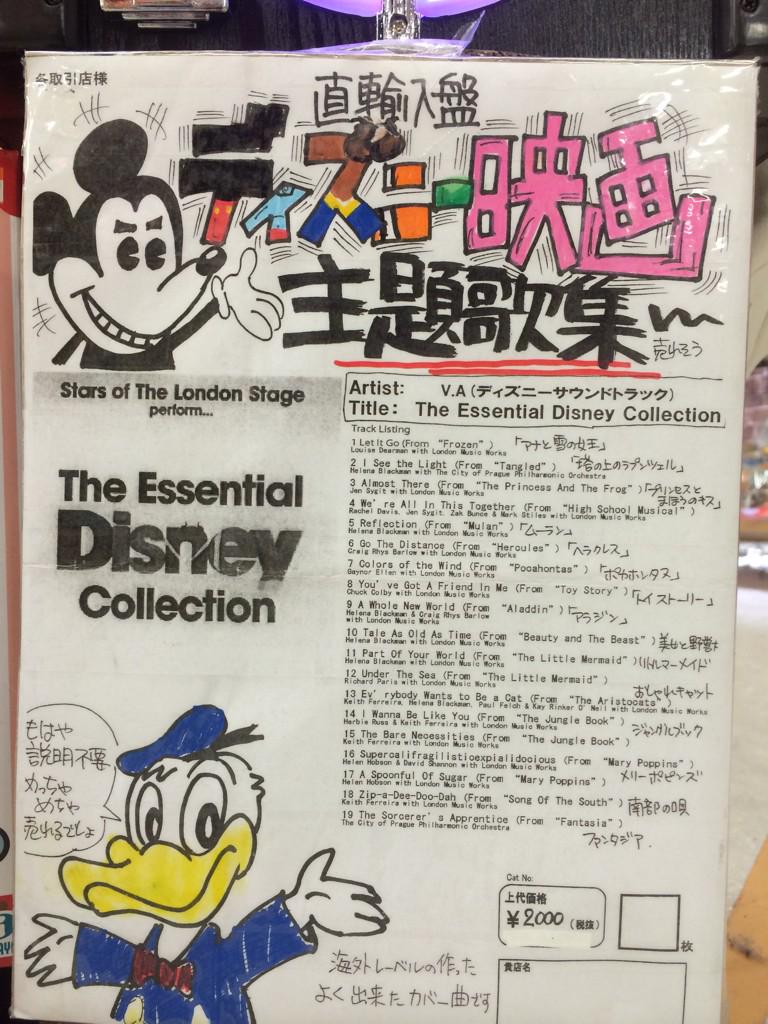 各取引店様
直輸入盤
ディズニー映画
主題歌集
売れそう
Stars of The London Stage
perform...
The Essential
Disney
Collection
Artist: V.A (ディズニーサウンドトラック)
Title: The Essential Disney Collection
Track Listing
1 Let It Go (From “Frozen”) 「アナと雪の女王」
Louise Dearman with London Music Works
2 I See the Light (From “Tangled”) 「塔の上のラプンツェル」
Helena Blackman with The City of Prague Philharmonic Orchestra
3 Almost There (From “The Princess And The Frog”) 「プリンセスとまほうのキス」
Jen Sygit with London Music Works
4 We're All In This Together (From “High School Musical”)
Rachel Davis, Jen Sygit, Zak Bunce & Mark Stiles with London Music Works
5 Reflection (From “Mulan”) 「ムーラン」
Helena Blackman with London Music Works
6 Go The Distance (From “Hercules”) 「ヘラクレス」
Craig Rhys Barlow with London Music Works
7 Colors of the Wind (From “Pocahontas”) 「ポカホンタス」
Gaynor Ellen with London Music Works
8 You've Got A Friend In Me (From “Toy Story”) 「トイストーリー」
Chuck Colby with London Music Works
9 A Whole New World (From “Aladdin”) 「アラジン」
Helena Blackman & Craig Rhys Barlow
with London Music Works
10 Tale As Old As Time (From “Beauty and The Beast”) 美女と野獣
Helena Blackman with London Music Works
11 Part Of Your World (From “The Little Mermaid”) リトルマーメイド
Helena Blackman with London Music Works
12 Under The Sea (From “The Little Mermaid”)
Richard Paris with London Music Works
おしゃれキャット
13 Ev'rybody Wants to Be a Cat (From “The Aristocats”)
Keith Ferreira, Helena Blackman, Paul Felch & Kay Rinker O'Neil with London Music Works
14 I Wanna Be Like You (From “The Jungle Book”) ジャングルブック
Herbie Russ & Keith Ferreira with London Music Works
15 The Bare Necessities (From “The Jungle Book”)
Keith Ferreira with London Music Works
16 Supercalifragilisticexpialidocious (From “Mary Poppins”)
Helen Hobson & David Shannon with London Music Works
17 A Spoonful Of Sugar (From “Mary Poppins”) メリーポピンズ
Helen Hobson with London Music Works
18 Zip-a-Dee-Doo-Dah (From “Song Of The South”) 南部の唄
Keith Ferreira with London Music Works
19 The Sorcerer's Apprentice (From “Fantasia”)
The City of Prague Philharmonic Orchestra
ファンタジア
もはや
説明不要
めっちゃ
めちゃ
売れるでしょ
Cat No:
上代価格
¥2000 (税抜)
枚
貴店名
海外レーベルの作った
よく出来たカバー曲です